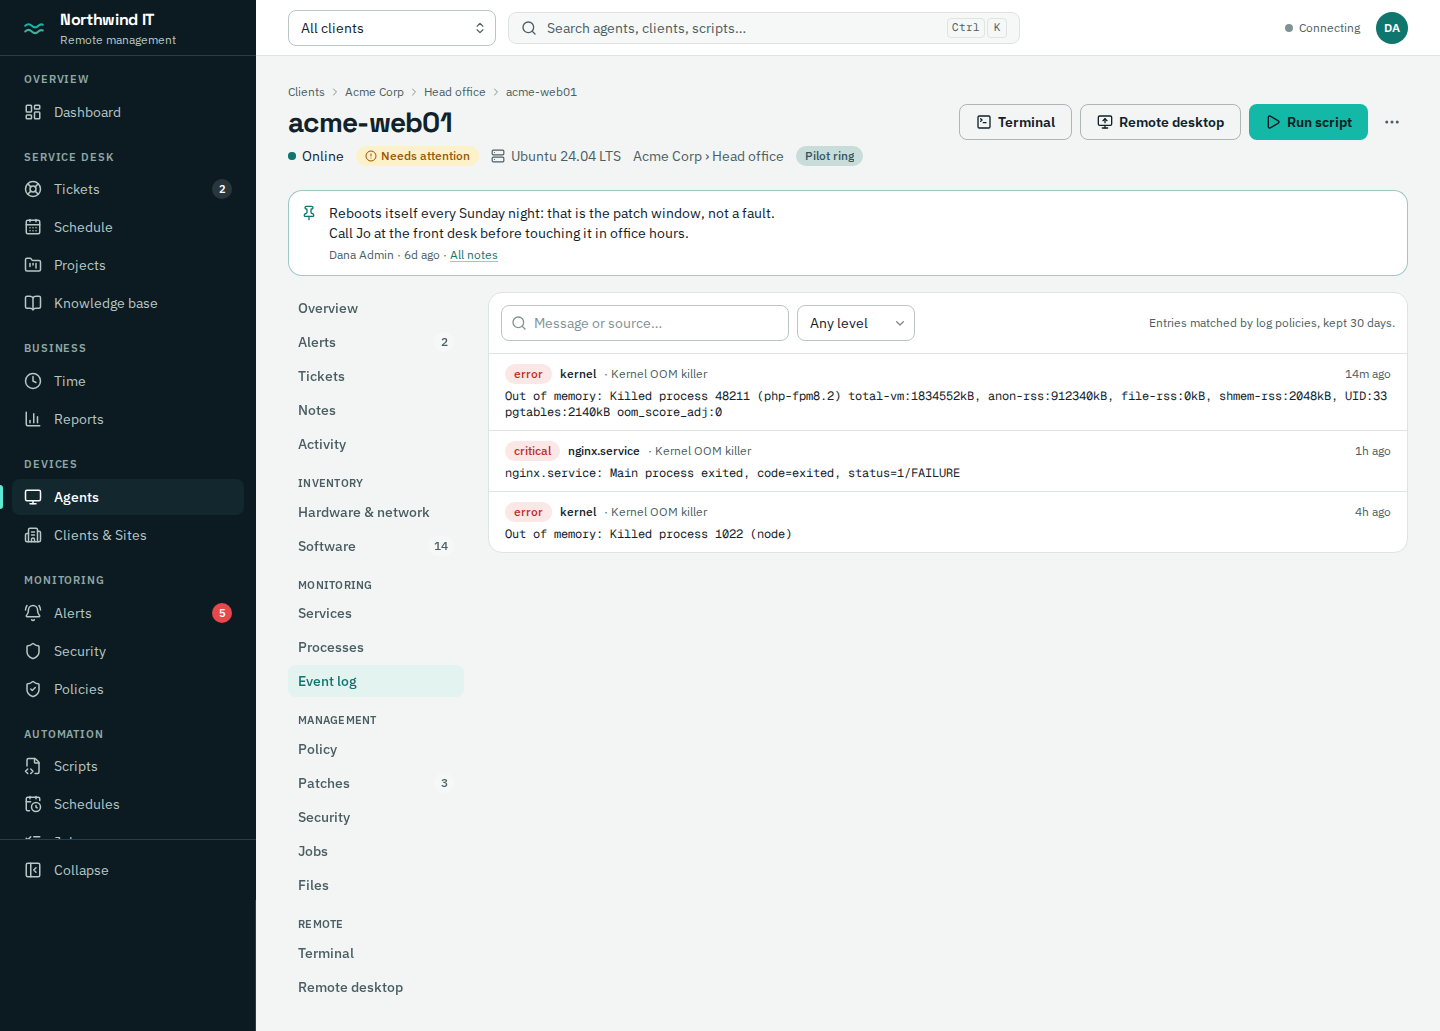 Northwind IT
Remote management
All clients
Search agents, clients, scripts...
Ctrl K
Connecting
DA
OVERVIEW
Dashboard
SERVICE DESK
Tickets 2
Schedule
Projects
Knowledge base
BUSINESS
Time
Reports
DEVICES
Agents
Clients & Sites
MONITORING
Alerts 5
Security
Policies
AUTOMATION
Scripts
Schedules
Collapse
Clients > Acme Corp > Head office > acme-web01
acme-web01
Terminal
Remote desktop
Run script
Online
Needs attention
Ubuntu 24.04 LTS
Acme Corp › Head office
Pilot ring
Reboots itself every Sunday night: that is the patch window, not a fault.
Call Jo at the front desk before touching it in office hours.
Dana Admin · 6d ago · All notes
Overview
Alerts 2
Tickets
Notes
Activity
INVENTORY
Hardware & network
Software 14
MONITORING
Services
Processes
Event log
MANAGEMENT
Policy
Patches 3
Security
Jobs
Files
REMOTE
Terminal
Remote desktop
Message or source...
Any level
Entries matched by log policies, kept 30 days.
error kernel · Kernel OOM killer 14m ago
Out of memory: Killed process 48211 (php-fpm8.2) total-vm:1834552kB, anon-rss:912340kB, file-rss:0kB, shmem-rss:2048kB, UID:33
pgtables:2140kB oom_score_adj:0
critical nginx.service · Kernel OOM killer 1h ago
nginx.service: Main process exited, code=exited, status=1/FAILURE
error kernel · Kernel OOM killer 4h ago
Out of memory: Killed process 1022 (node)